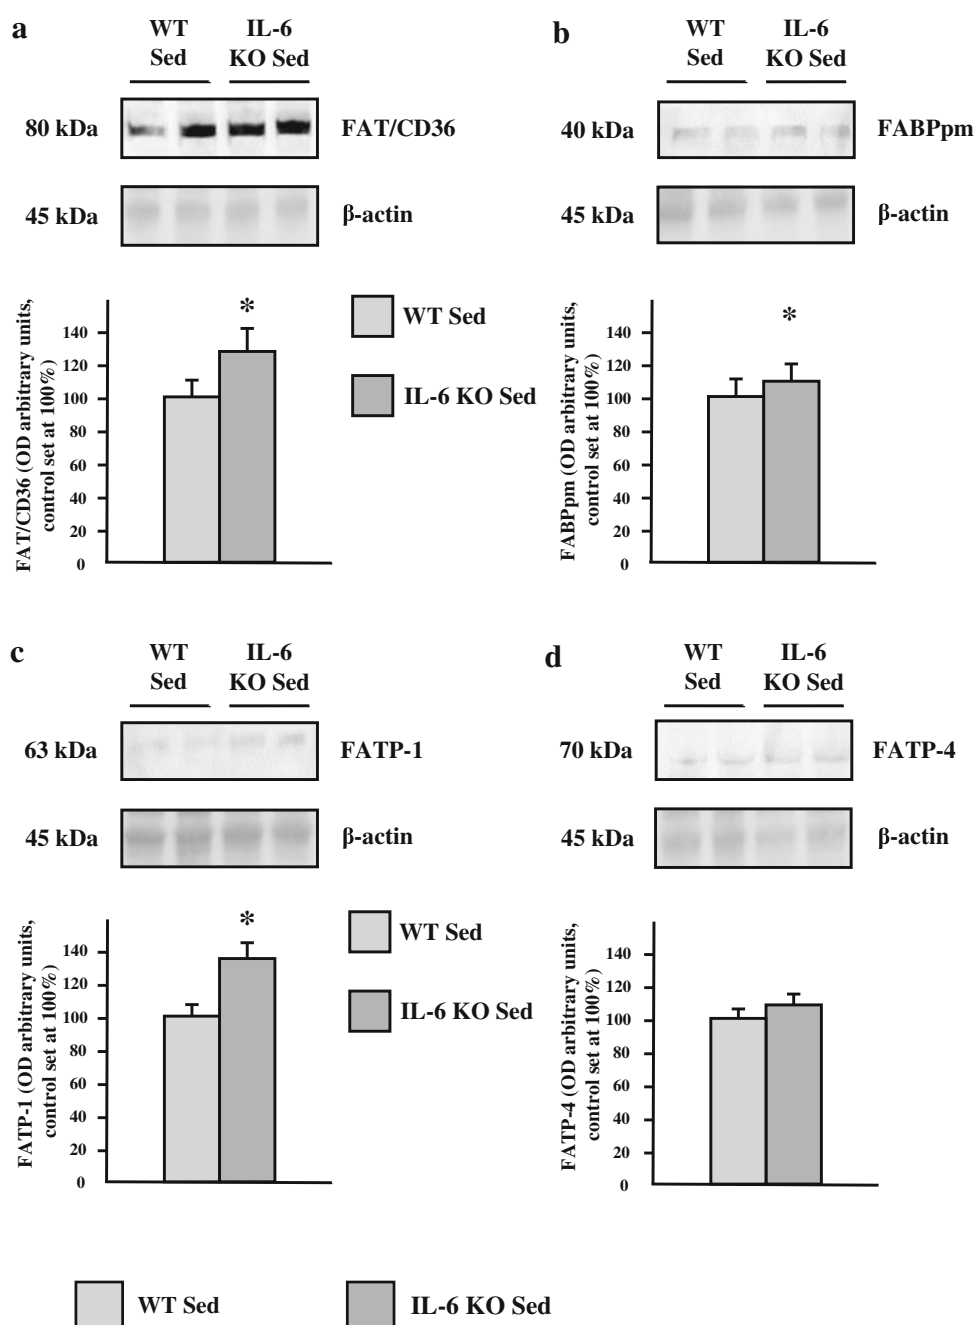 a
WT
Sed
IL-6
KO Sed
80 kDa
FAT/CD36
45 kDa
β-actin
FAT/CD36 (OD arbitrary units,
control set at 100%)
140
120
100
80
60
40
20
0
*
WT Sed
IL-6 KO Sed
b
WT
Sed
IL-6
KO Sed
40 kDa
FABPpm
45 kDa
β-actin
FABPpm (OD arbitrary units,
control set at 100%)
140
120
100
80
60
40
20
0
*
c
WT
Sed
IL-6
KO Sed
63 kDa
FATP-1
45 kDa
β-actin
FATP-1 (OD arbitrary units,
control set at 100%)
140
120
100
80
60
40
20
0
*
WT Sed
IL-6 KO Sed
d
WT
Sed
IL-6
KO Sed
70 kDa
FATP-4
45 kDa
β-actin
FATP-4 (OD arbitrary units,
control set at 100%)
140
120
100
80
60
40
20
0
WT Sed
IL-6 KO Sed